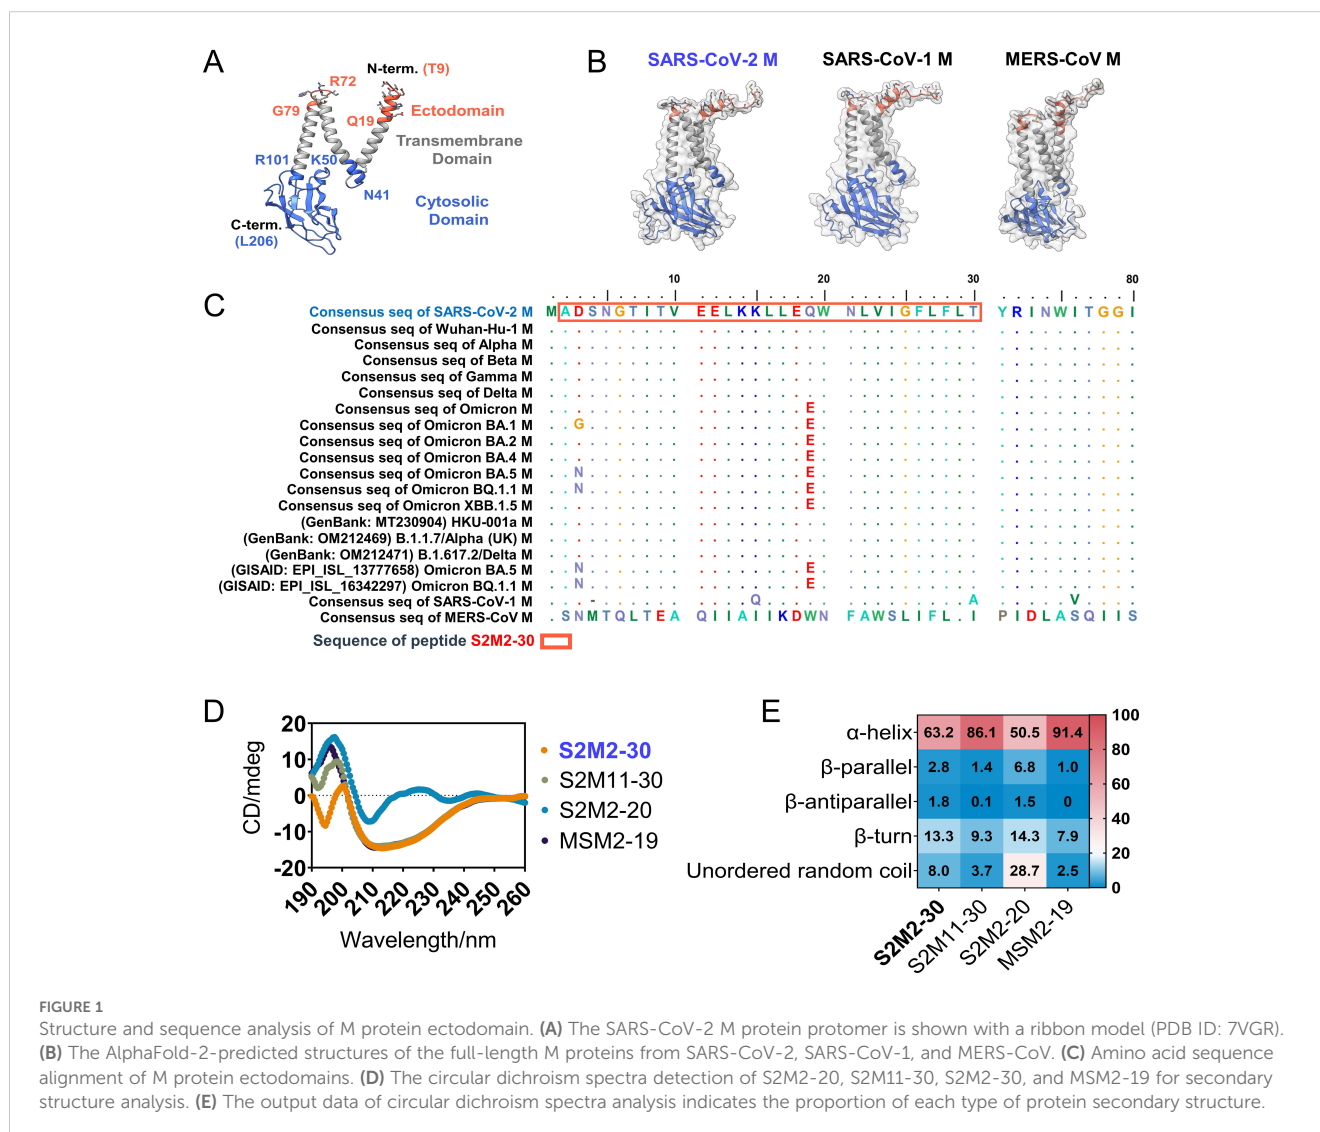 A
N-term. (T9)
R72
G79
Q19
Ectodomain
Transmembrane
Domain
R101
K50
N41
Cytosolic
Domain
C-term.
(L206)
B
SARS-CoV-2 M
SARS-CoV-1 M
MERS-CoV M
C
10 20 30 80
Consensus seq of SARS-CoV-2 M M A D S N G T I T V E E L K K L L E Q W N L V I G F L F L T Y R I N W I T G G I
Consensus seq of Wuhan-Hu-1 M
Consensus seq of Alpha M
Consensus seq of Beta M
Consensus seq of Gamma M
Consensus seq of Delta M
Consensus seq of Omicron M E
Consensus seq of Omicron BA.1 M G E
Consensus seq of Omicron BA.2 M E
Consensus seq of Omicron BA.4 M E
Consensus seq of Omicron BA.5 M N E
Consensus seq of Omicron BQ.1.1 M N E
Consensus seq of Omicron XBB.1.5 M E
(GenBank: MT230904) HKU-001a M
(GenBank: OM212469) B.1.1.7/Alpha (UK) M
(GenBank: OM212471) B.1.617.2/Delta M
(GISAID: EPI_ISL_13777658) Omicron BA.5 M N E
(GISAID: EPI_ISL_16342297) Omicron BQ.1.1 M N E
Consensus seq of SARS-CoV-1 M - Q A V
Consensus seq of MERS-CoV M . S N M T Q L T E A Q I I A I I K D W N F A W S L I F L . I P I D L A S Q I I S
Sequence of peptide S2M2-30
D
CD/mdeg
20
10
0
-10
-20
190 200 210 220 230 240 250 260
Wavelength/nm
S2M2-30
S2M11-30
S2M2-20
MSM2-19
E
α-helix 63.2 86.1 50.5 91.4
β-parallel 2.8 1.4 6.8 1.0
β-antiparallel 1.8 0.1 1.5 0
β-turn 13.3 9.3 14.3 7.9
Unordered random coil 8.0 3.7 28.7 2.5
S2M2-30 S2M11-30 S2M2-20 MSM2-19
100
80
60
40
20
0
FIGURE 1
Structure and sequence analysis of M protein ectodomain. (A) The SARS-CoV-2 M protein protomer is shown with a ribbon model (PDB ID: 7VGR).
(B) The AlphaFold-2-predicted structures of the full-length M proteins from SARS-CoV-2, SARS-CoV-1, and MERS-CoV. (C) Amino acid sequence
alignment of M protein ectodomains. (D) The circular dichroism spectra detection of S2M2-20, S2M11-30, S2M2-30, and MSM2-19 for secondary
structure analysis. (E) The output data of circular dichroism spectra analysis indicates the proportion of each type of protein secondary structure.